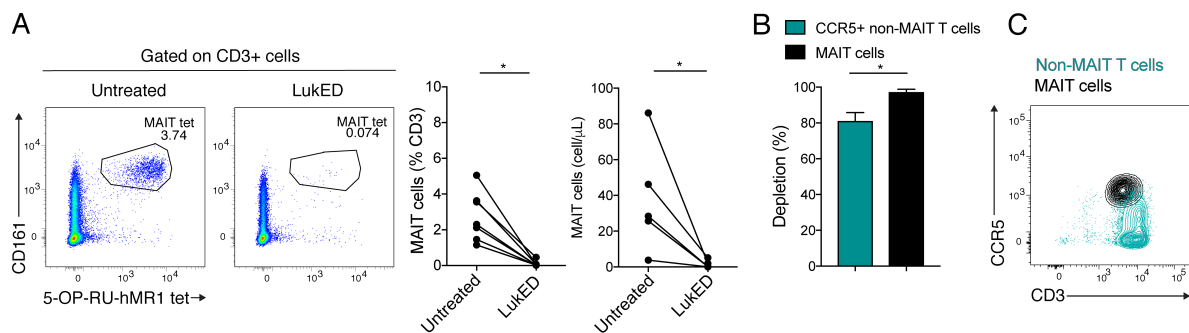 A
Gated on CD3+ cells
Untreated
LukED
MAIT tet
3.74
MAIT tet
0.074
10⁴
10³
0
10⁴
10³
0
0
10³
10⁴
0
10³
10⁴
CD161
5-OP-RU-hMR1 tet
MAIT cells (% CD3)
10
8
6
4
2
0
*
Untreated
LukED
MAIT cells (cell/μL)
100
80
60
40
20
0
*
Untreated
LukED
B
CCR5+ non-MAIT T cells
MAIT cells
*
Depletion (%)
100
80
60
40
20
0
C
Non-MAIT T cells
MAIT cells
CCR5
10⁵
10⁴
10³
0
0
10³
10⁴
10⁵
CD3